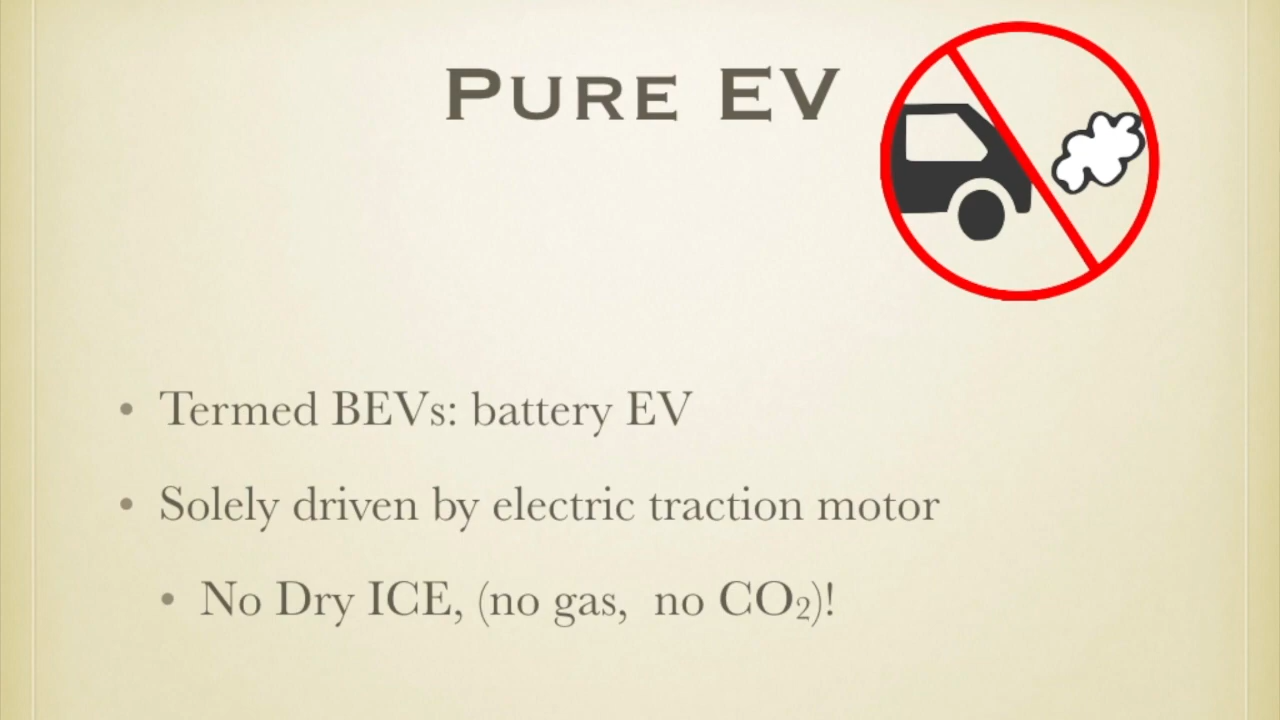 Pure EV
• Termed BEVs: battery EV
• Solely driven by electric traction motor
• No Dry ICE, (no gas, no CO₂)!